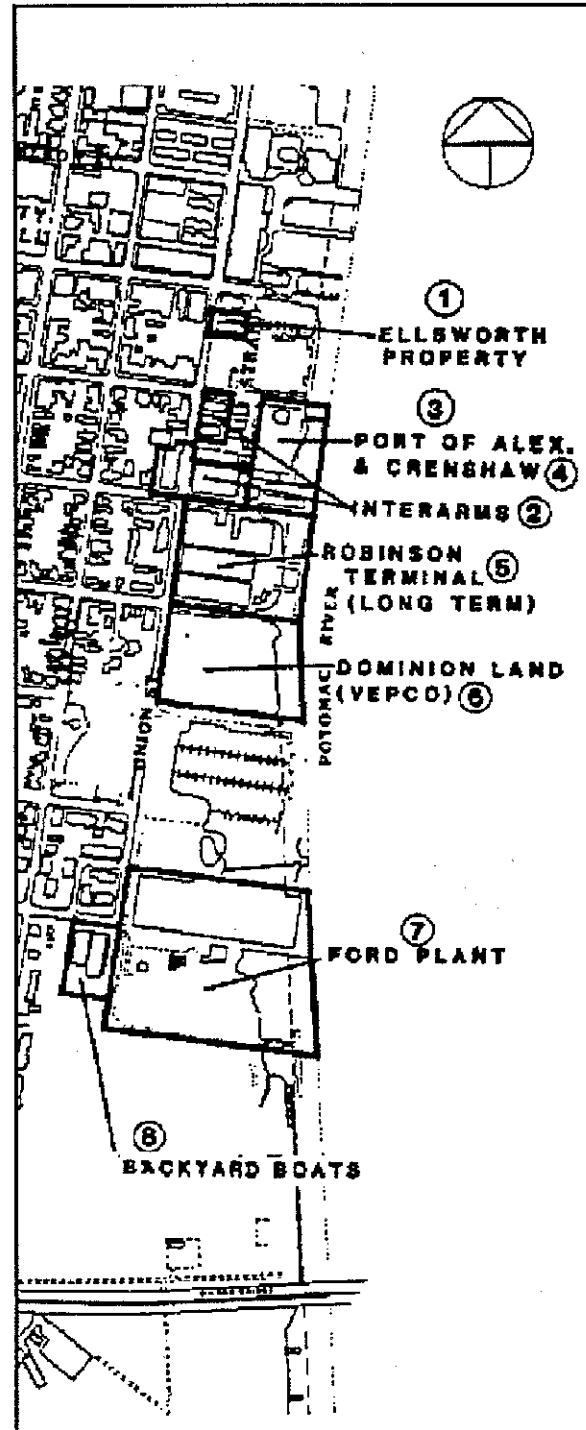 ①
ELLSWORTH
PROPERTY
STRAND
③
PORT OF ALEX.
& CRENSHAW ④
INTERARMS ②
ROBINSON
TERMINAL ⑤
(LONG TERM)
DOMINION LAND
(VEPCO) ⑥
POTOMAC RIVER
UNION ST.
⑦
FORD PLANT
⑧
BACKYARD BOATS